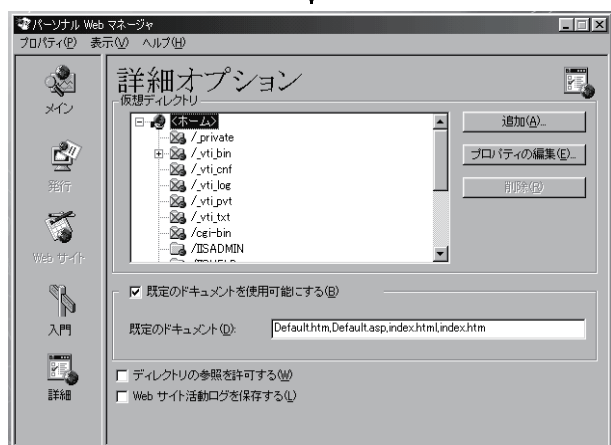 パーソナル Web マネージャ
プロパティ(P) 表示(V) ヘルプ(H)
メイン
発行
Web サイト
入門
詳細
詳細オプション
仮想ディレクトリ
<ホーム>
/_private
/_vti_bin
/_vti_cnf
/_vti_log
/_vti_pvt
/_vti_txt
/cgi-bin
/IISADMIN
追加(A)...
プロパティの編集(E)...
削除(R)
既定のドキュメントを使用可能にする(B)
既定のドキュメント(D):
Default.htm,Default.asp,index.html,index.htm
ディレクトリの参照を許可する(W)
Web サイト活動ログを保存する(L)